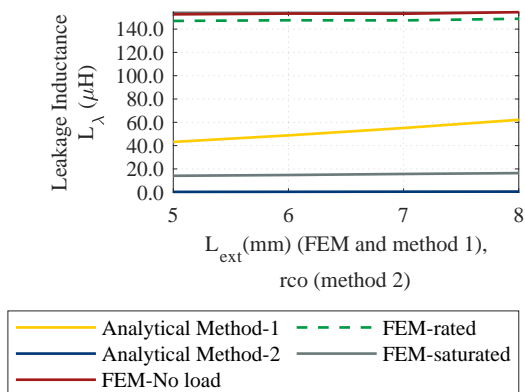 140.0
120.0
100.0
80.0
60.0
40.0
20.0
0.0
Leakage Inductance
L_λ (μH)
5 6 7 8
L_ext(mm) (FEM and method 1),
rco (method 2)
Analytical Method-1 FEM-rated
Analytical Method-2 FEM-saturated
FEM-No load